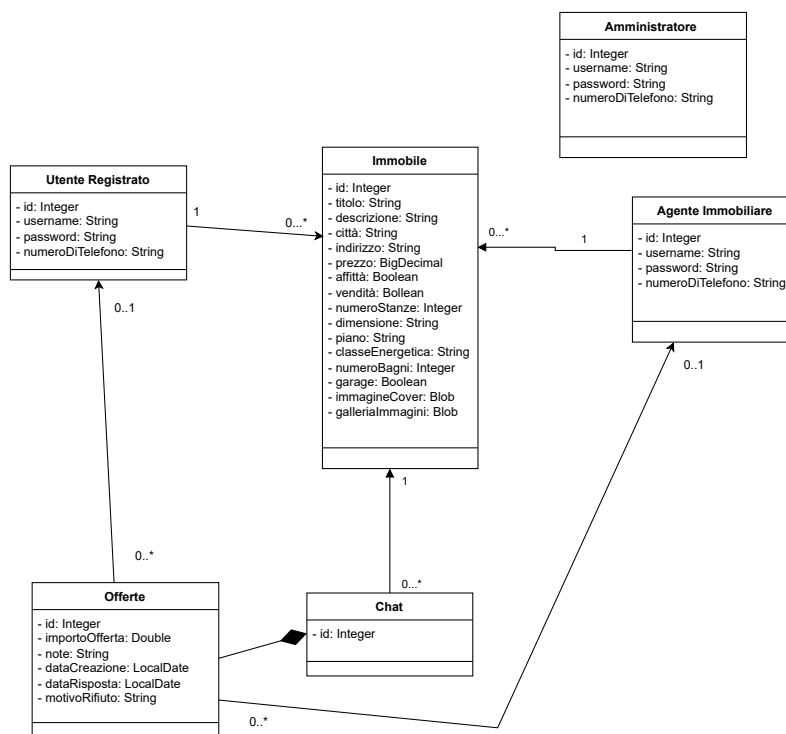 Amministratore
- id: Integer
- username: String
- password: String
- numeroDiTelefono: String
Utente Registrato
- id: Integer
- username: String
- password: String
- numeroDiTelefono: String
1
0...*
Immobile
- id: Integer
- titolo: String
- descrizione: String
- città: String
- indirizzo: String
- prezzo: BigDecimal
- affittà: Boolean
- vendità: Bollean
- numeroStanze: Integer
- dimensione: String
- piano: String
- classeEnergetica: String
- numeroBagni: Integer
- garage: Boolean
- immagineCover: Blob
- galleriaImmagini: Blob
0...*
1
Agente Immobiliare
- id: Integer
- username: String
- password: String
- numeroDiTelefono: String
0..1
0..1
1
0..*
0...*
Offerte
- id: Integer
- importoOfferta: Double
- note: String
- dataCreazione: LocalDate
- dataRisposta: LocalDate
- motivoRifiuto: String
Chat
- id: Integer
0..*